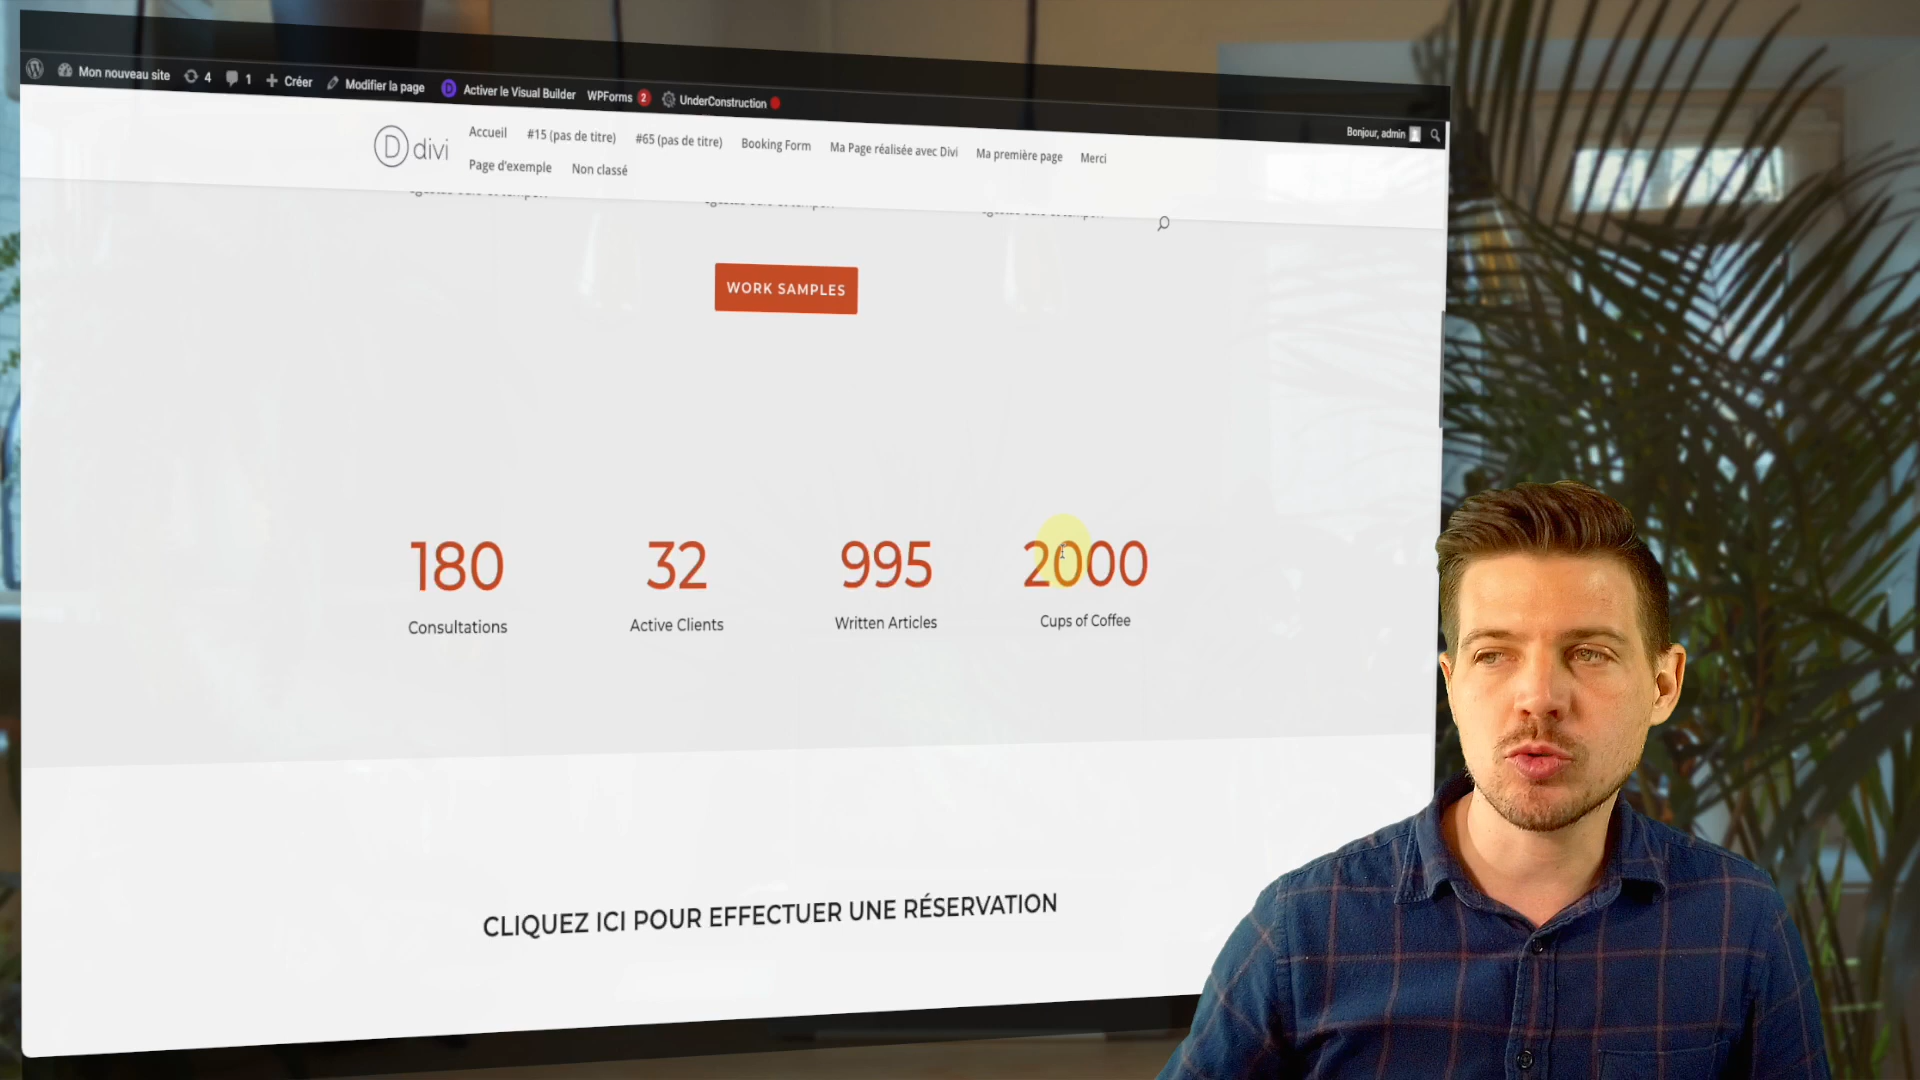 Mon nouveau site 4 1 Créer Modifier la page Activer le Visual Builder WPForms 2 UnderConstruction Bonjour, admin
D divi
Accueil #15 (pas de titre) #65 (pas de titre) Booking Form Ma Page réalisée avec Divi Ma première page Merci
Page d'exemple Non classé
WORK SAMPLES
180 32 995 2000
Consultations Active Clients Written Articles Cups of Coffee
CLIQUEZ ICI POUR EFFECTUER UNE RÉSERVATION